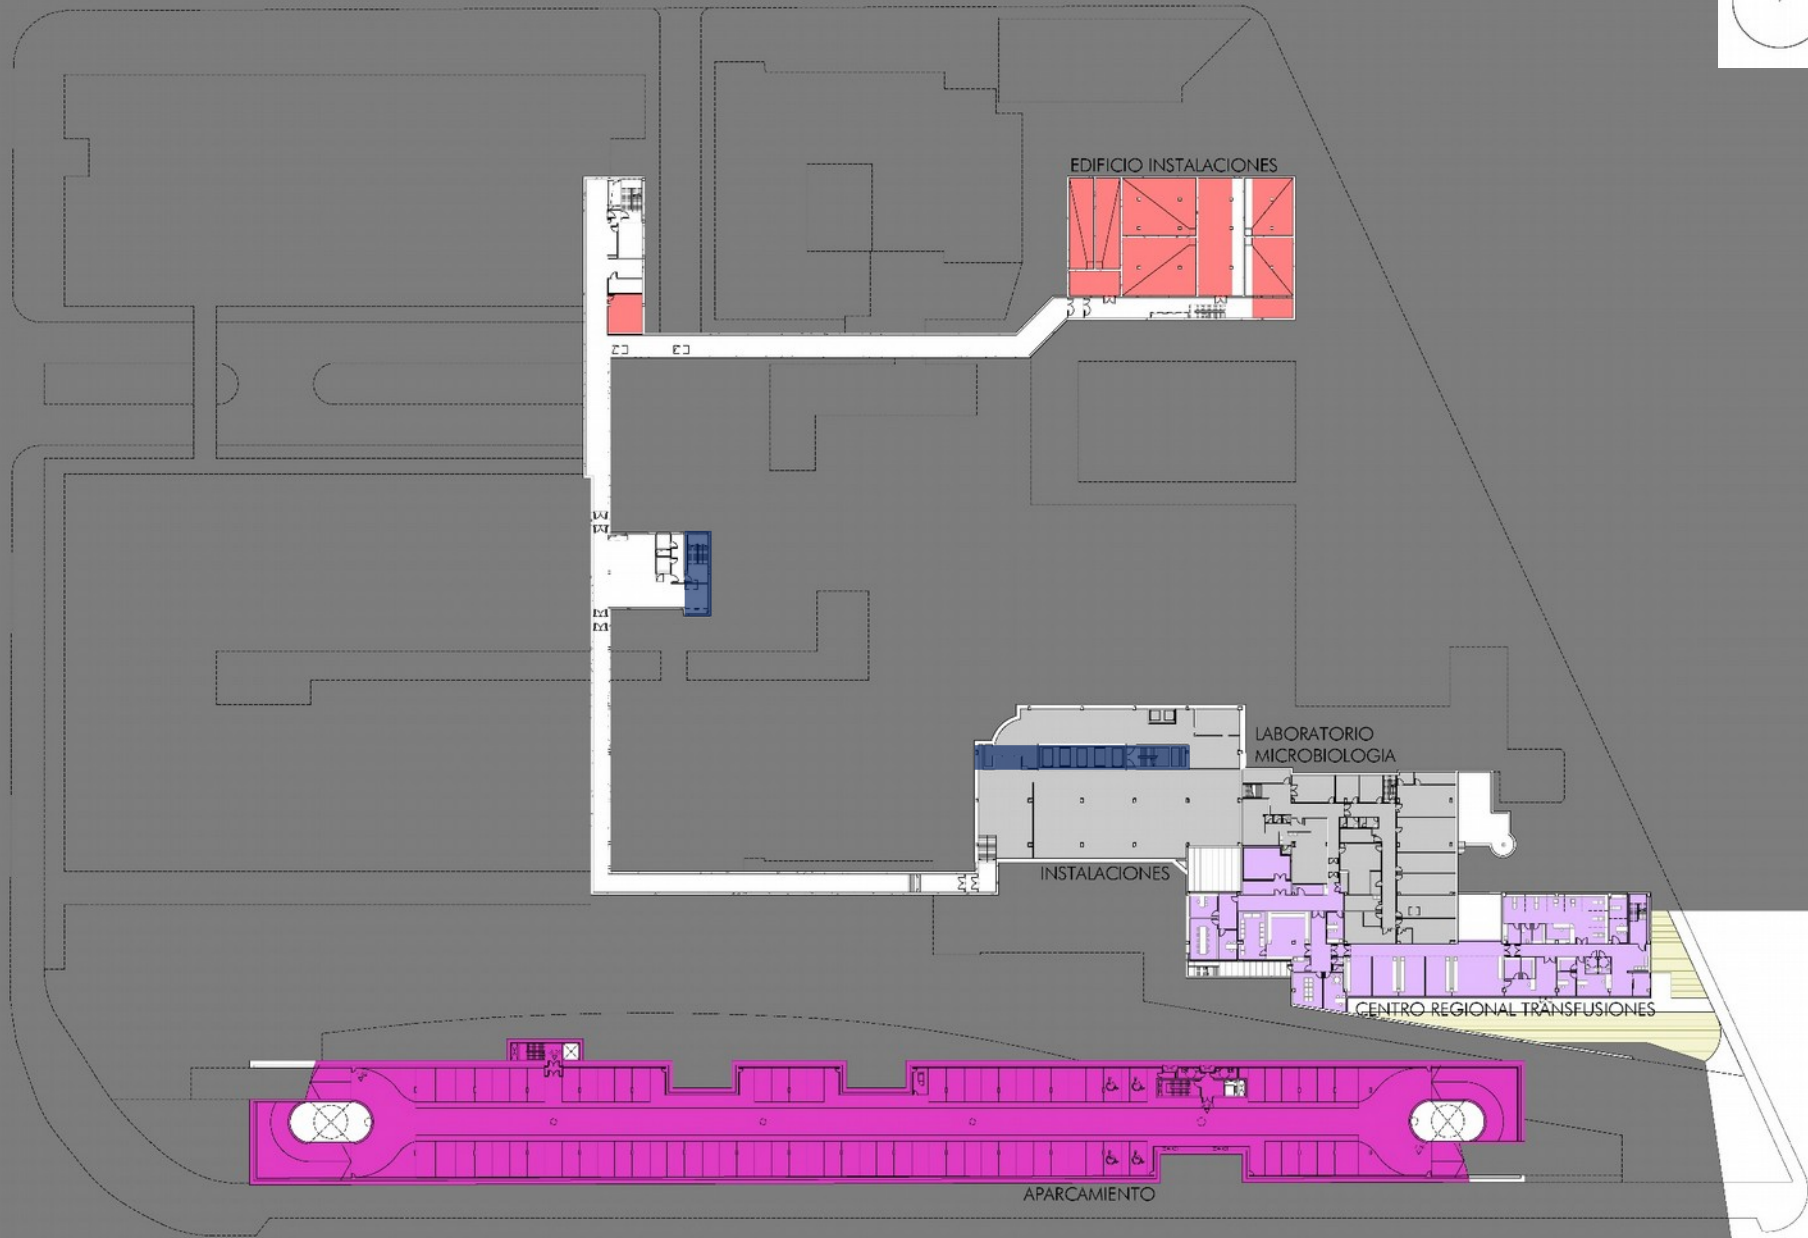 EDIFICIO INSTALACIONES
LABORATORIO
MICROBIOLOGIA
INSTALACIONES
CENTRO REGIONAL TRANSFUSIONES
APARCAMIENTO